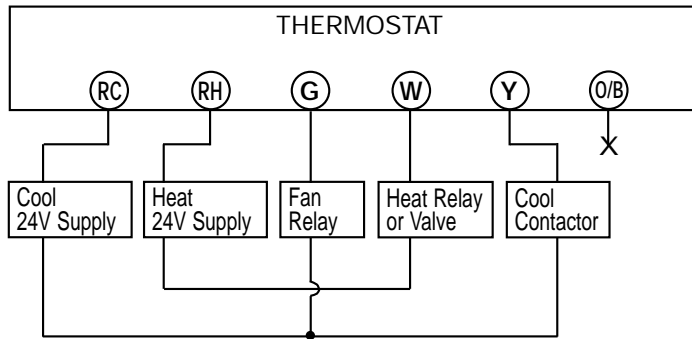 THERMOSTAT
RC RH G W Y O/B
X
Cool
24V Supply
Heat
24V Supply
Fan
Relay
Heat Relay
or Valve
Cool
Contactor